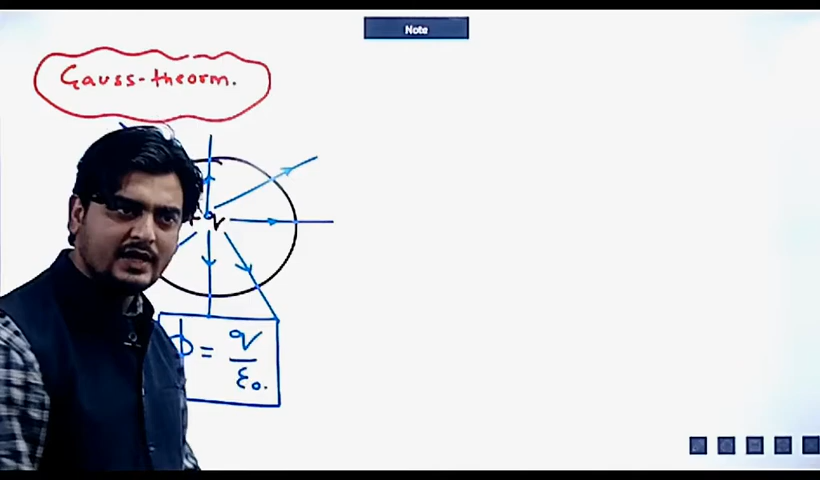 Note
Gauss-theorm.
+q
ϕ = q
ε₀.